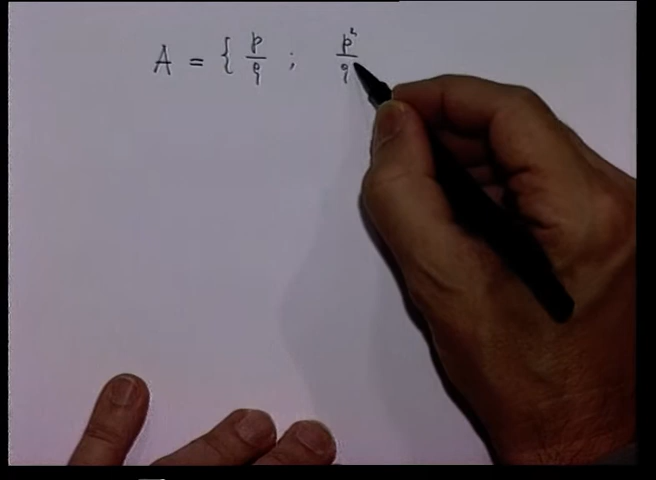 A = { p/q ; p²/q